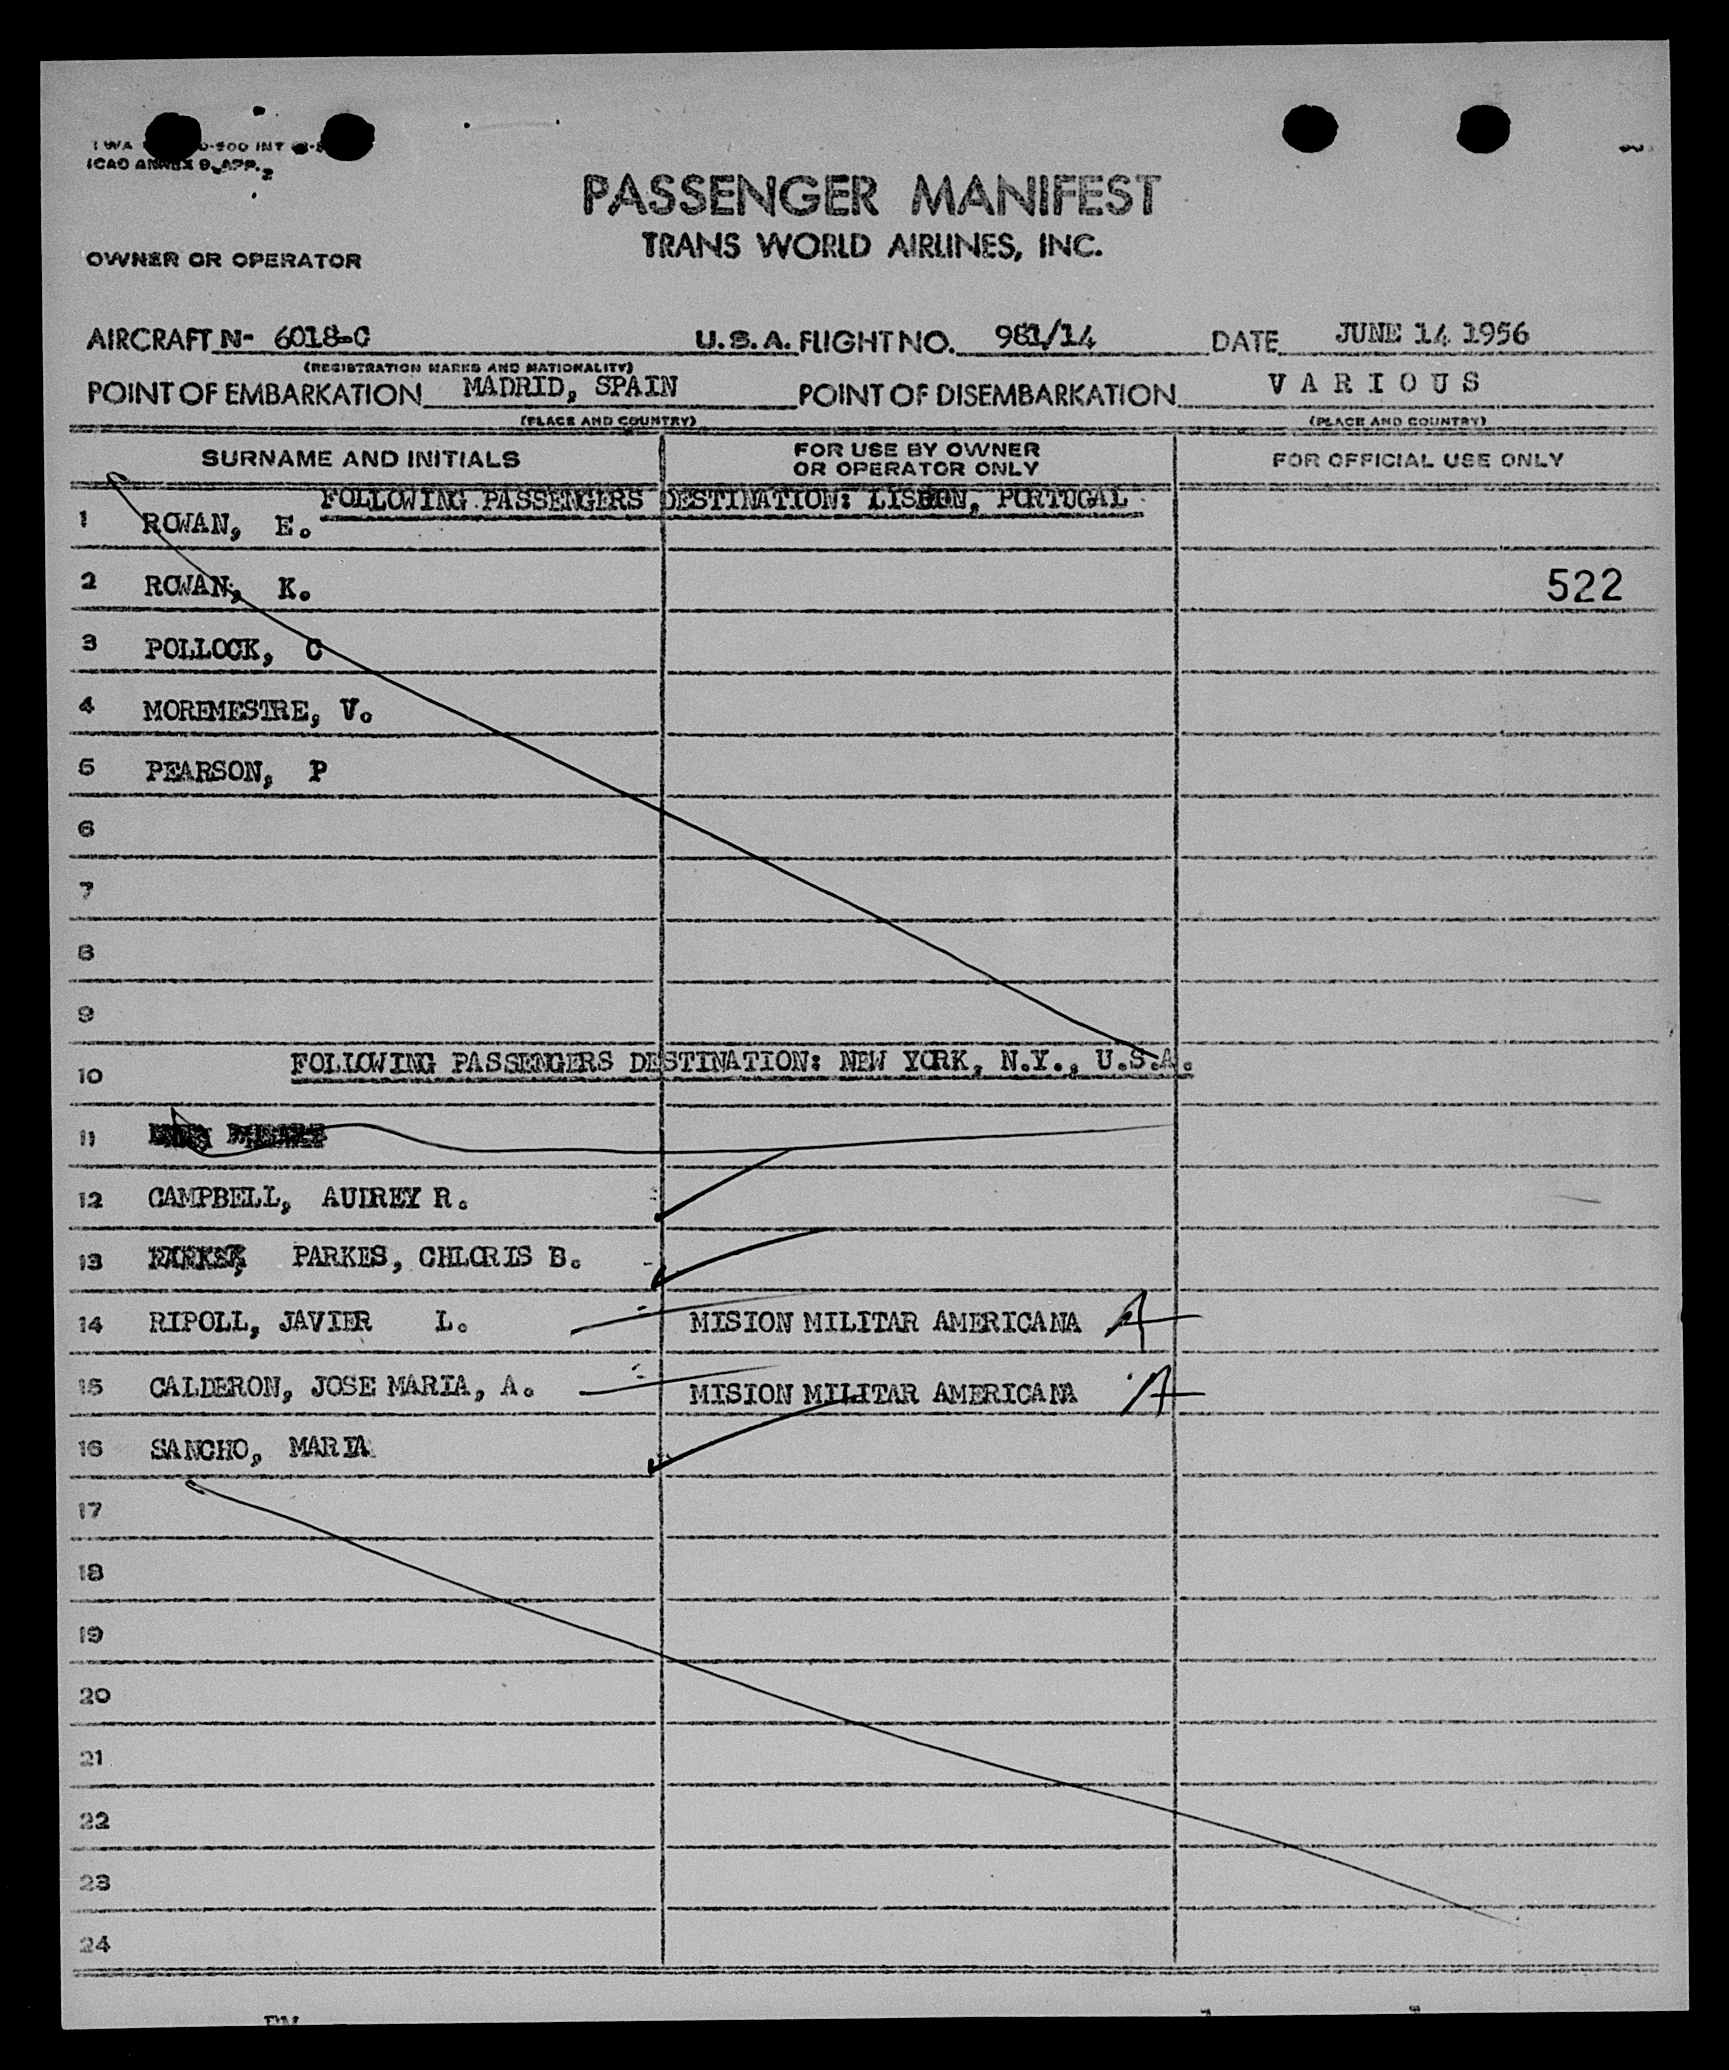 ICAO ANNEX 9, APP. 2
PASSENGER MANIFEST
TRANS WORLD AIRLINES, INC.
OWNER OR OPERATOR
AIRCRAFT N- 6018-C U.S.A. FLIGHT NO. 981/14 DATE JUNE 14 1956
(REGISTRATION MARKS AND NATIONALITY)
POINT OF EMBARKATION MADRID, SPAIN POINT OF DISEMBARKATION VARIOUS
(PLACE AND COUNTRY) (PLACE AND COUNTRY)
SURNAME AND INITIALS FOR USE BY OWNER OR OPERATOR ONLY FOR OFFICIAL USE ONLY
FOLLOWING PASSENGERS DESTINATION: LISBON, PORTUGAL
1 ROWAN, E.
2 ROWAN, K. 522
3 POLLOCK, C
4 MOREMESTRE, V.
5 PEARSON, P
6
7
8
9
10 FOLLOWING PASSENGERS DESTINATION: NEW YORK, N.Y., U.S.A.
11
12 CAMPBELL, AUDREY R.
13 PARKES, CHLORIS B.
14 RIPOLL, JAVIER L. MISION MILITAR AMERICANA A
15 CALDERON, JOSE MARIA, A. MISION MILITAR AMERICANA A
16 SANCHO, MARIA
17
18
19
20
21
22
23
24